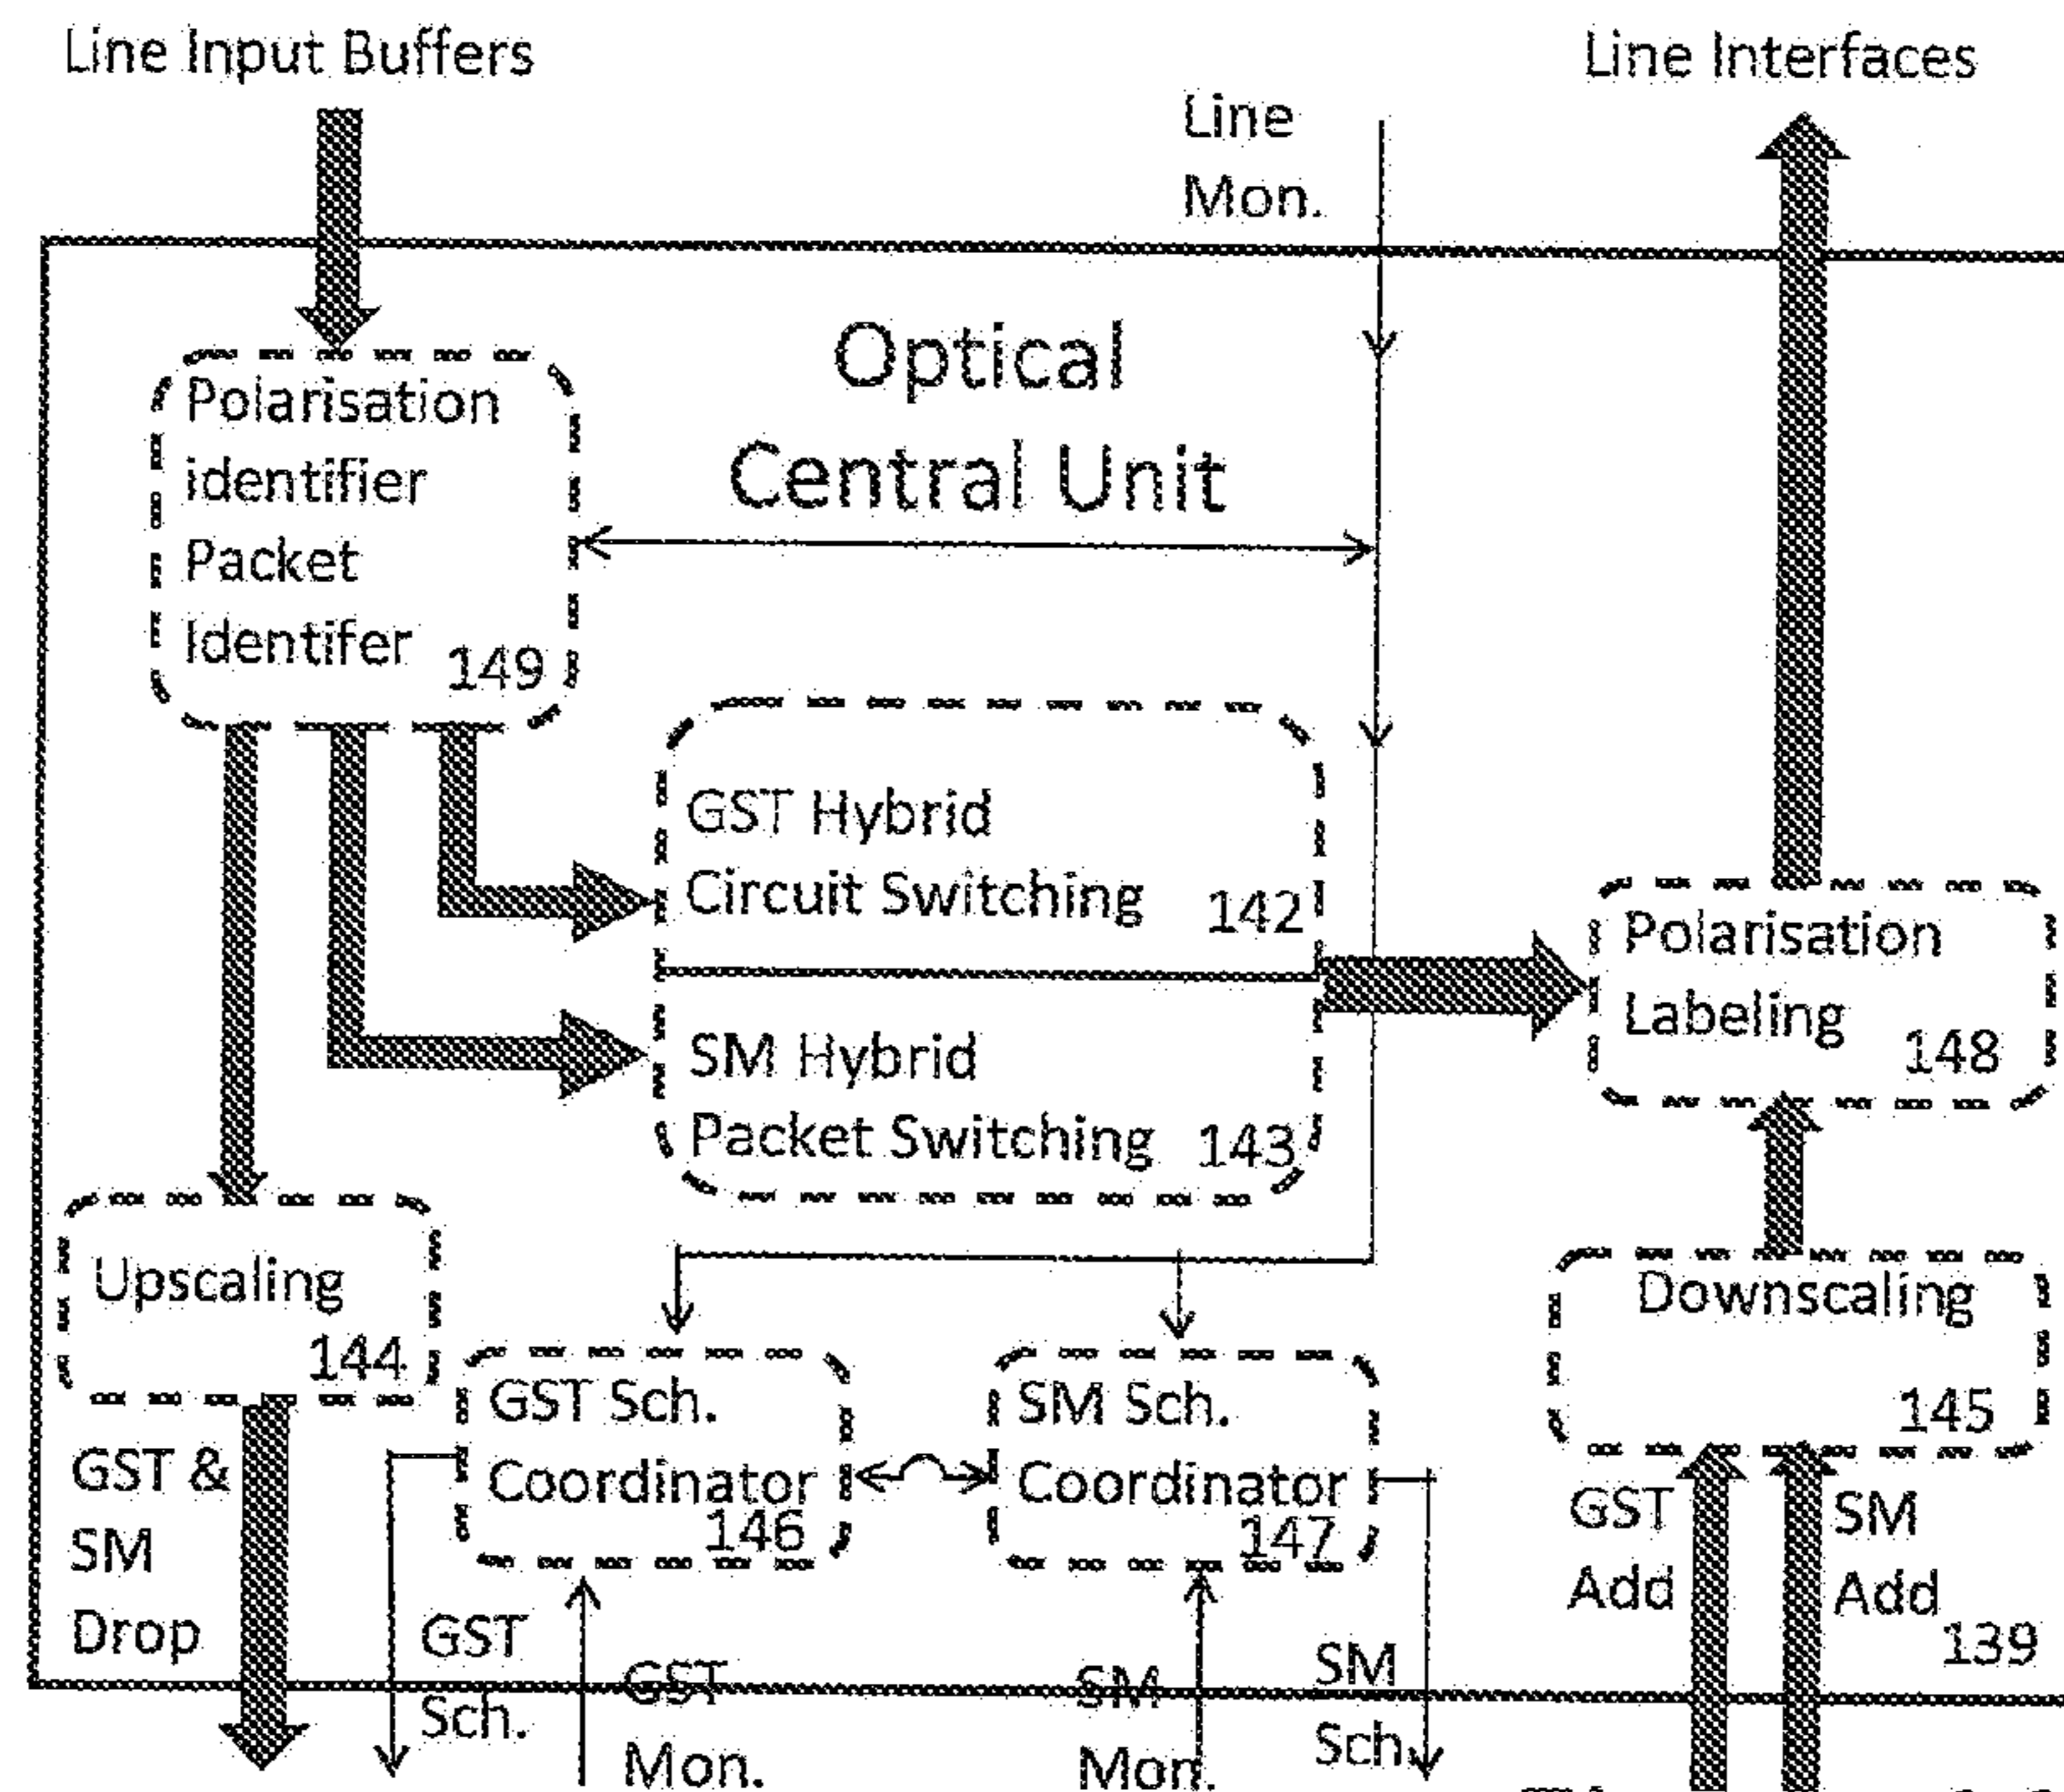 Line Input Buffers
Line
Mon.
Line Interfaces
Optical
Central Unit
Polarisation
identifier
Packet
Identifer
149
GST Hybrid
Circuit Switching
142
SM Hybrid
Packet Switching
143
Polarisation
Labeling
148
Upscaling
144
GST Sch.
Coordinator
146
SM Sch.
Coordinator
147
Downscaling
145
GST &
SM
Drop
GST
Sch.
GST
Mon.
SM
Mon.
SM
Sch.
GST
Add
SM
Add
139